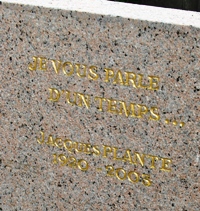 JE VOUS PARLE
D'UN TEMPS....
JACQUES PLANTE
1920 - 2003